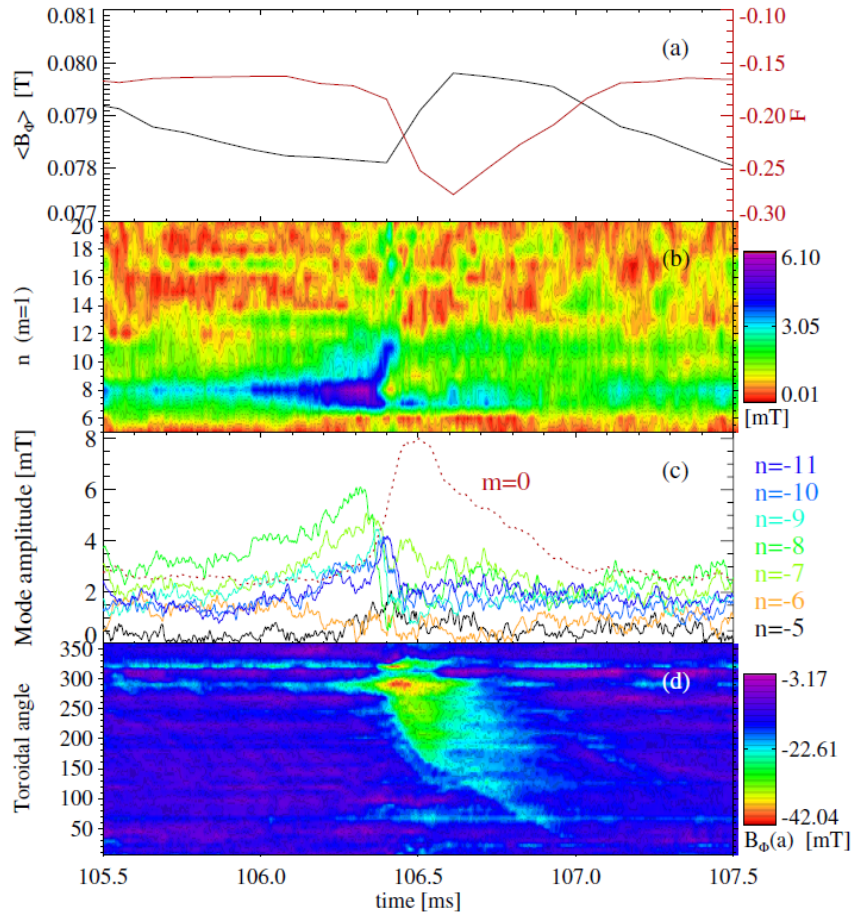 0.081
0.080
0.079
0.078
0.077
<BΦ> [T]
(a)
-0.10
-0.15
-0.20
-0.25
-0.30
F
20
18
16
14
12
10
8
6
n (m=1)
(b)
6.10
3.05
0.01
[mT]
8
6
4
2
0
Mode amplitude [mT]
m=0
(c)
n=-11
n=-10
n=-9
n=-8
n=-7
n=-6
n=-5
350
300
250
200
150
100
50
Toroidal angle
(d)
-3.17
-22.61
-42.04
BΦ(a) [mT]
105.5 106.0 106.5 107.0 107.5
time [ms]